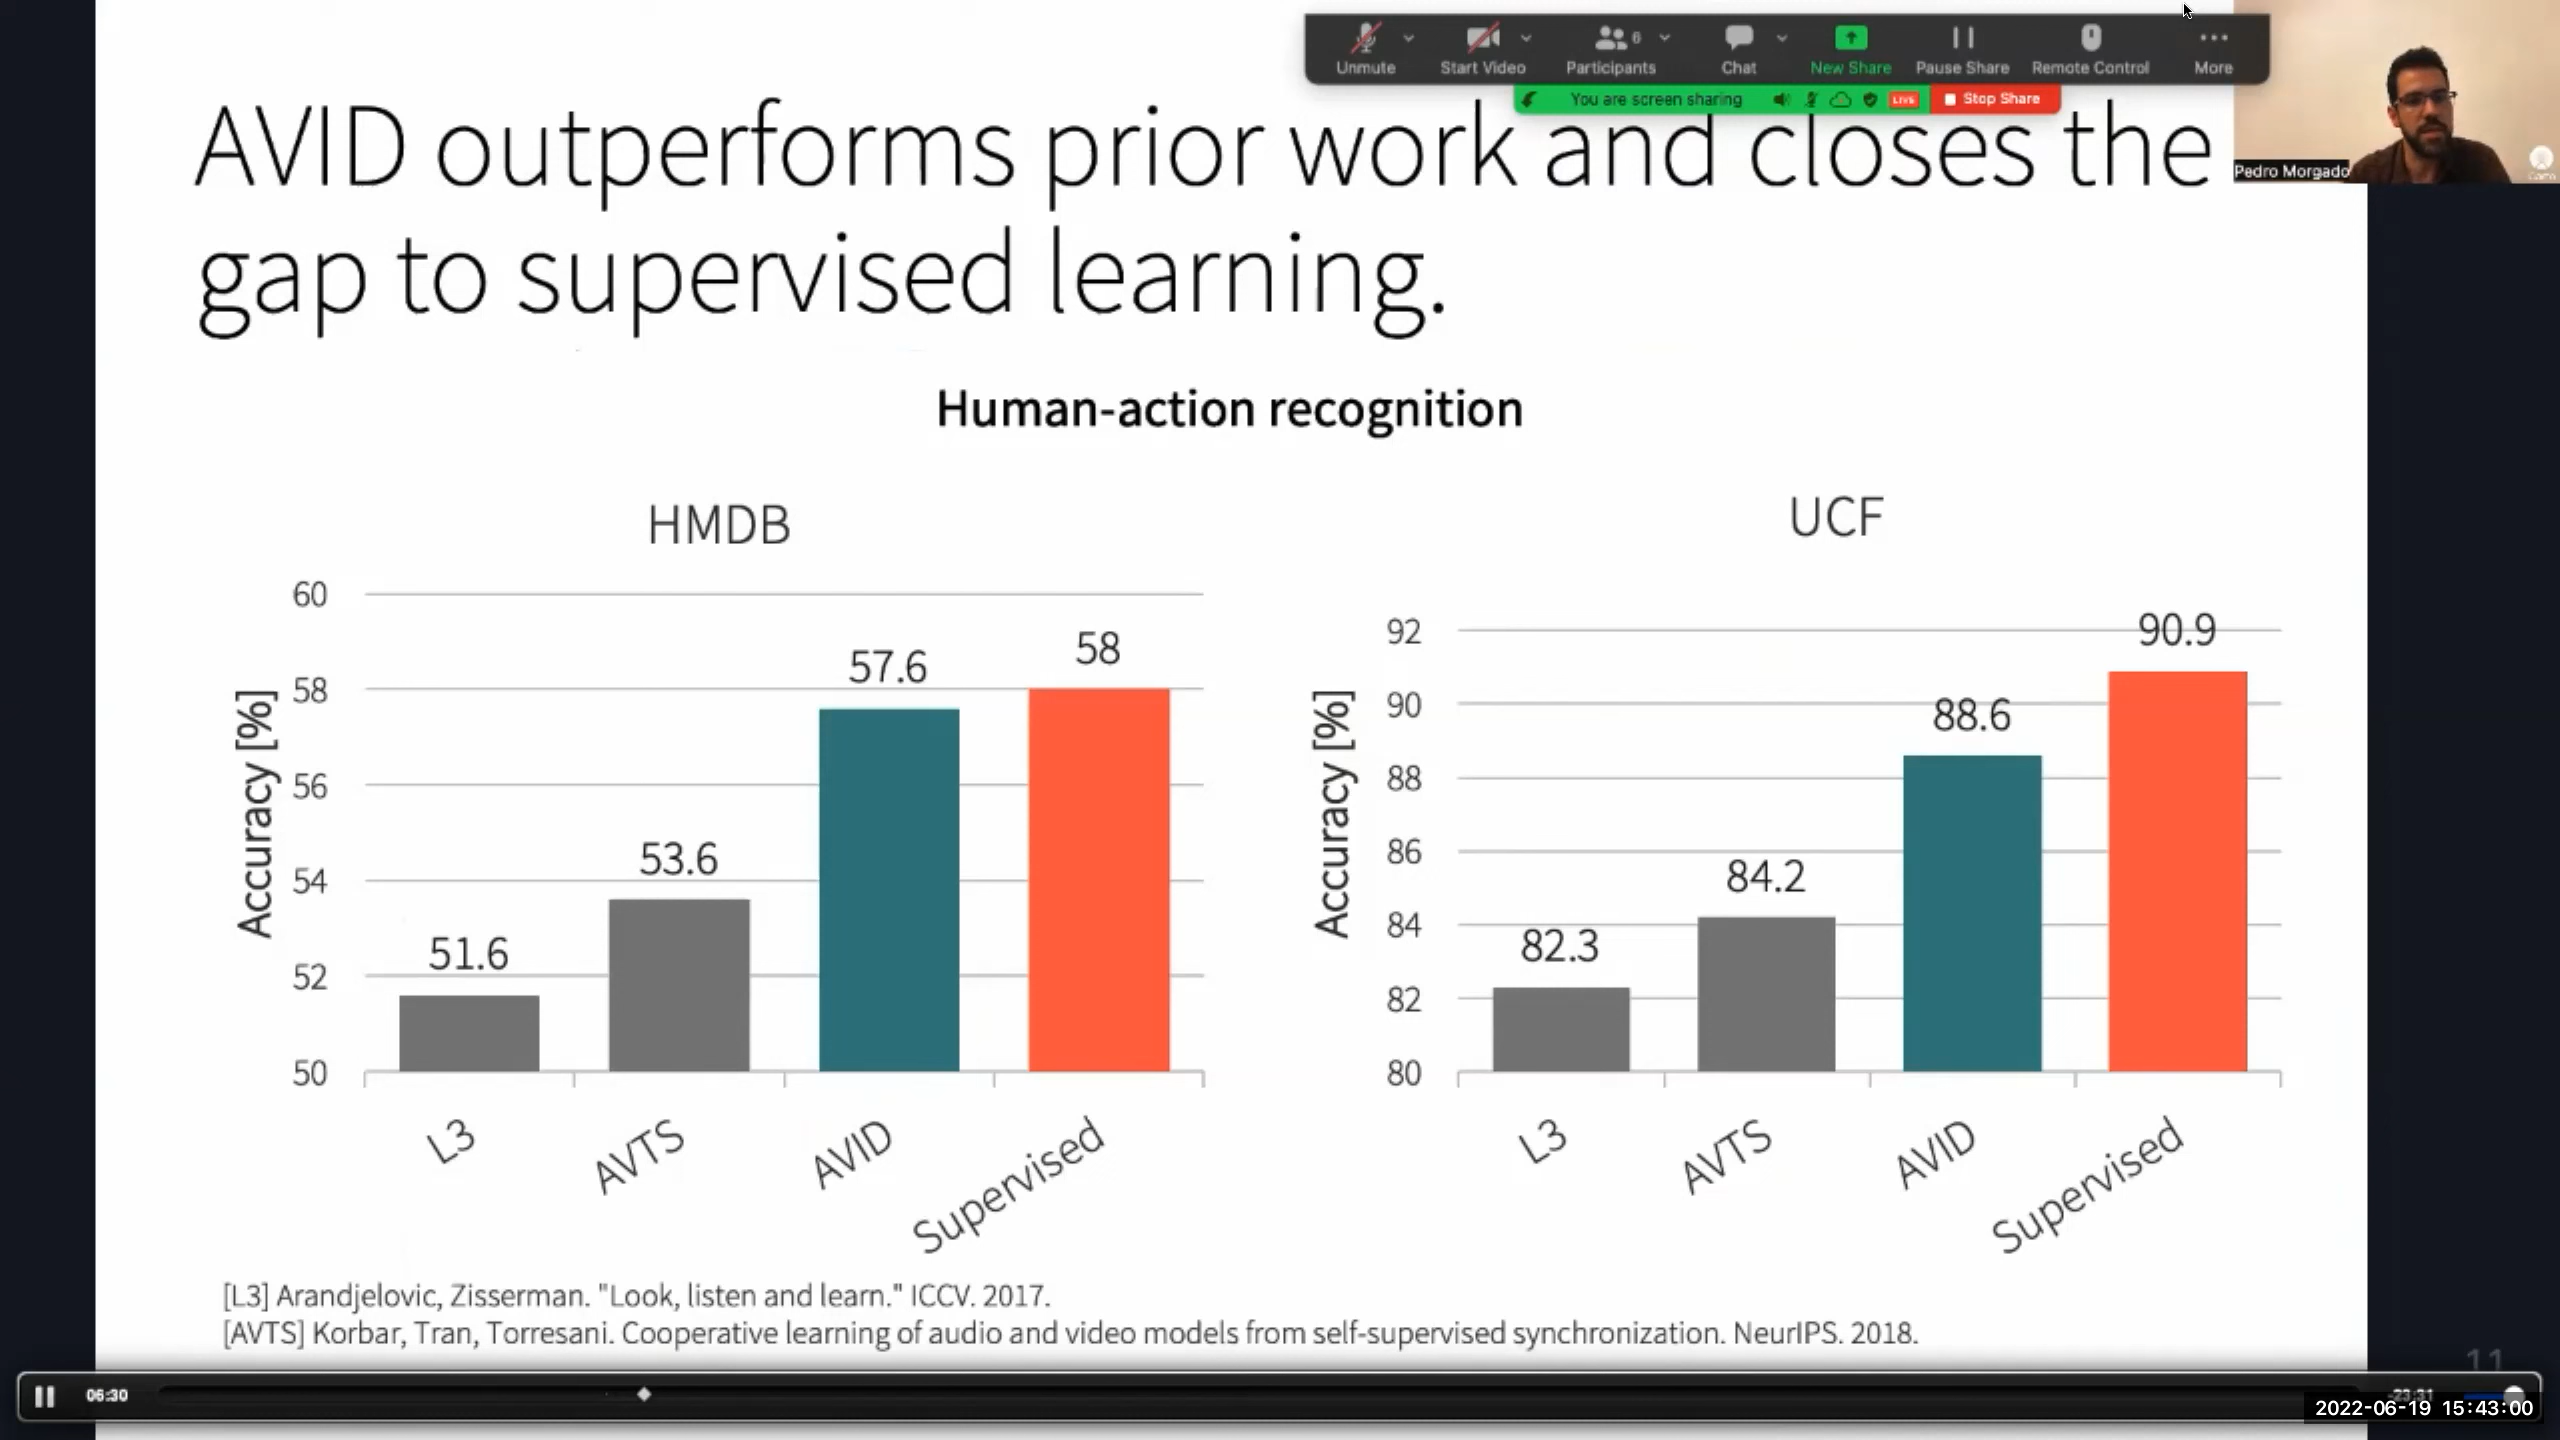 Unmute
Start Video
Participants 6
Chat
New Share
Pause Share
Remote Control
More
You are screen sharing
LIVE
Stop Share
Pedro Morgado
AVID outperforms prior work and closes the
gap to supervised learning.
Human-action recognition
HMDB
Accuracy [%]
60
58
56
54
52
50
51.6
53.6
57.6
58
L3
AVTS
AVID
Supervised
UCF
Accuracy [%]
92
90
88
86
84
82
80
82.3
84.2
88.6
90.9
L3
AVTS
AVID
Supervised
[L3] Arandjelovic, Zisserman. "Look, listen and learn." ICCV. 2017.
[AVTS] Korbar, Tran, Torresani. Cooperative learning of audio and video models from self-supervised synchronization. NeurIPS. 2018.
11
06:30
-23:31
2022-06-19 15:43:00